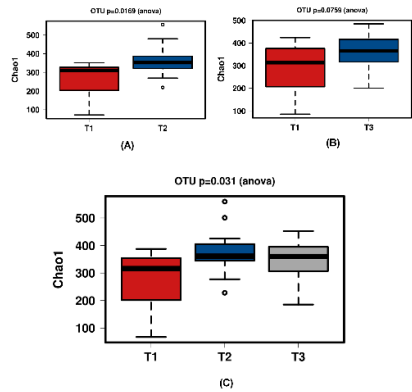 OTU p=0.0169 (anova)
Chao1
500
400
300
200
100
T1 T2
(A)
OTU p=0.0759 (anova)
Chao1
500
400
300
200
100
T1 T3
(B)
OTU p=0.031 (anova)
Chao1
500
400
300
200
100
T1 T2 T3
(C)